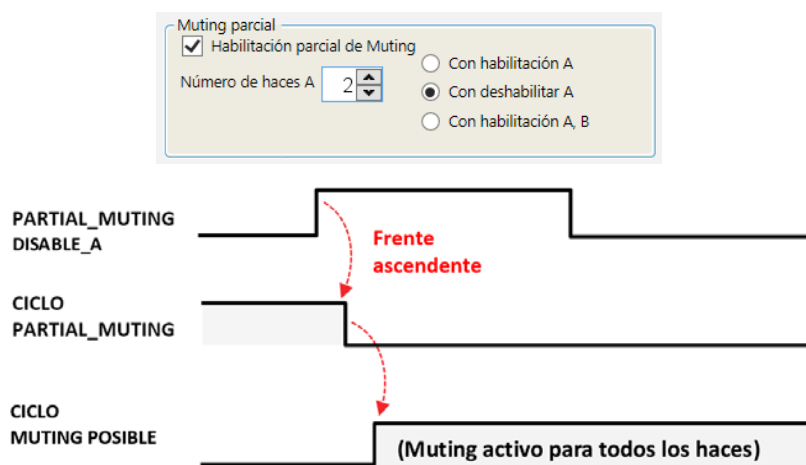 Muting parcial
Habilitación parcial de Muting
Número de haces A 2
Con habilitación A
Con deshabilitar A
Con habilitación A, B
PARTIAL_MUTING
DISABLE_A
Frente
ascendente
CICLO
PARTIAL_MUTING
CICLO
MUTING POSIBLE
(Muting activo para todos los haces)